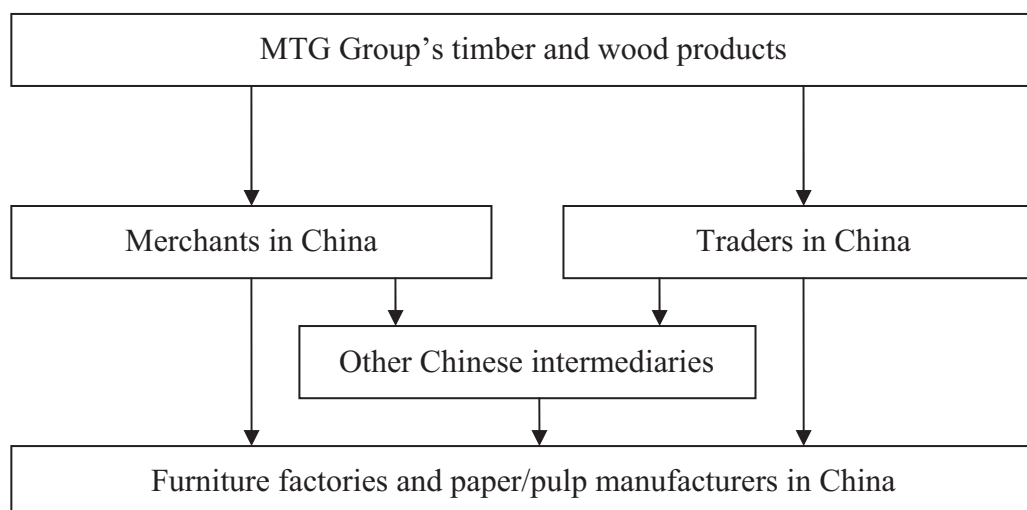 MTG Group's timber and wood products
Merchants in China
Traders in China
Other Chinese intermediaries
Furniture factories and paper/pulp manufacturers in China